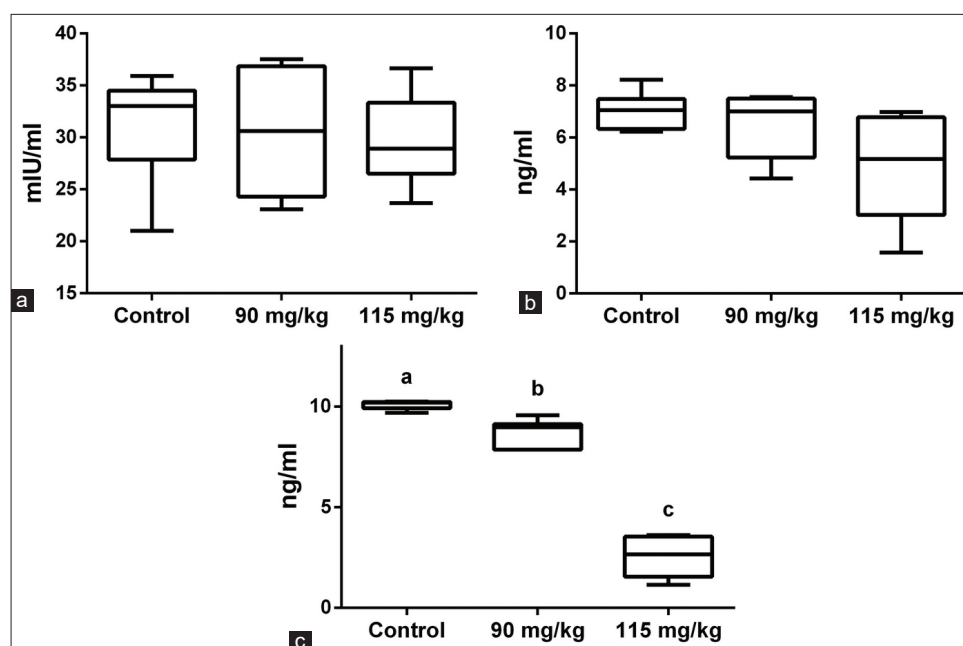 40
35
30
25
20
15
mIU/ml
a
Control 90 mg/kg 115 mg/kg
10
8
6
4
2
0
ng/ml
b
Control 90 mg/kg 115 mg/kg
10
5
0
ng/ml
a
b
c
c
Control 90 mg/kg 115 mg/kg